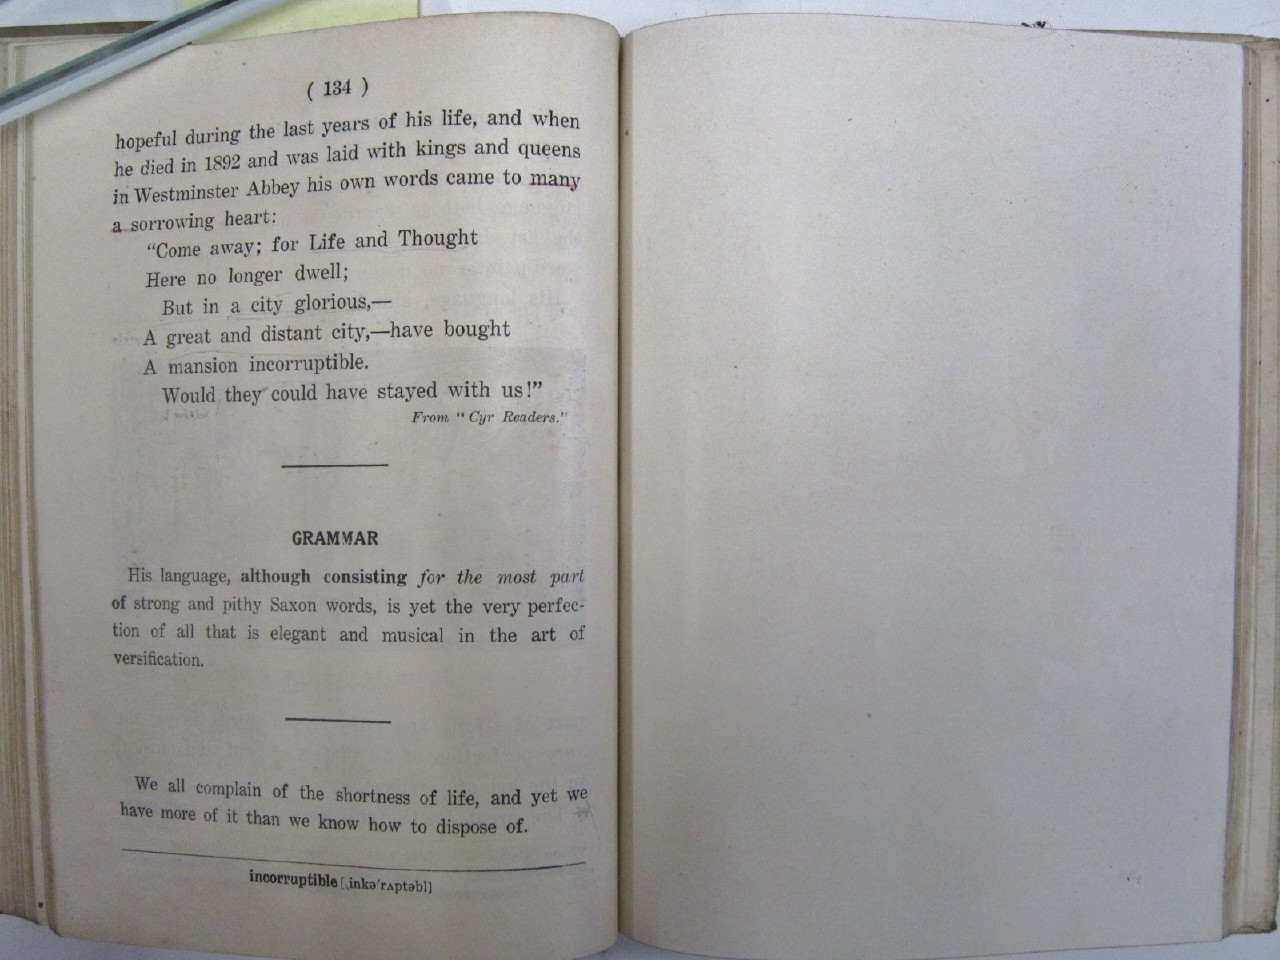 ( 134 )
hopeful during the last years of his life, and when
he died in 1892 and was laid with kings and queens
in Westminster Abbey his own words came to many
a sorrowing heart:
“Come away; for Life and Thought
Here no longer dwell;
But in a city glorious,—
A great and distant city,—have bought
A mansion incorruptible.
Would they could have stayed with us!”
From “Cyr Readers.”
GRAMMAR
His language, although consisting for the most part
of strong and pithy Saxon words, is yet the very perfec-
tion of all that is elegant and musical in the art of
versification.
We all complain of the shortness of life, and yet we
have more of it than we know how to dispose of.
incorruptible [ˌinkə'rʌptəbl]